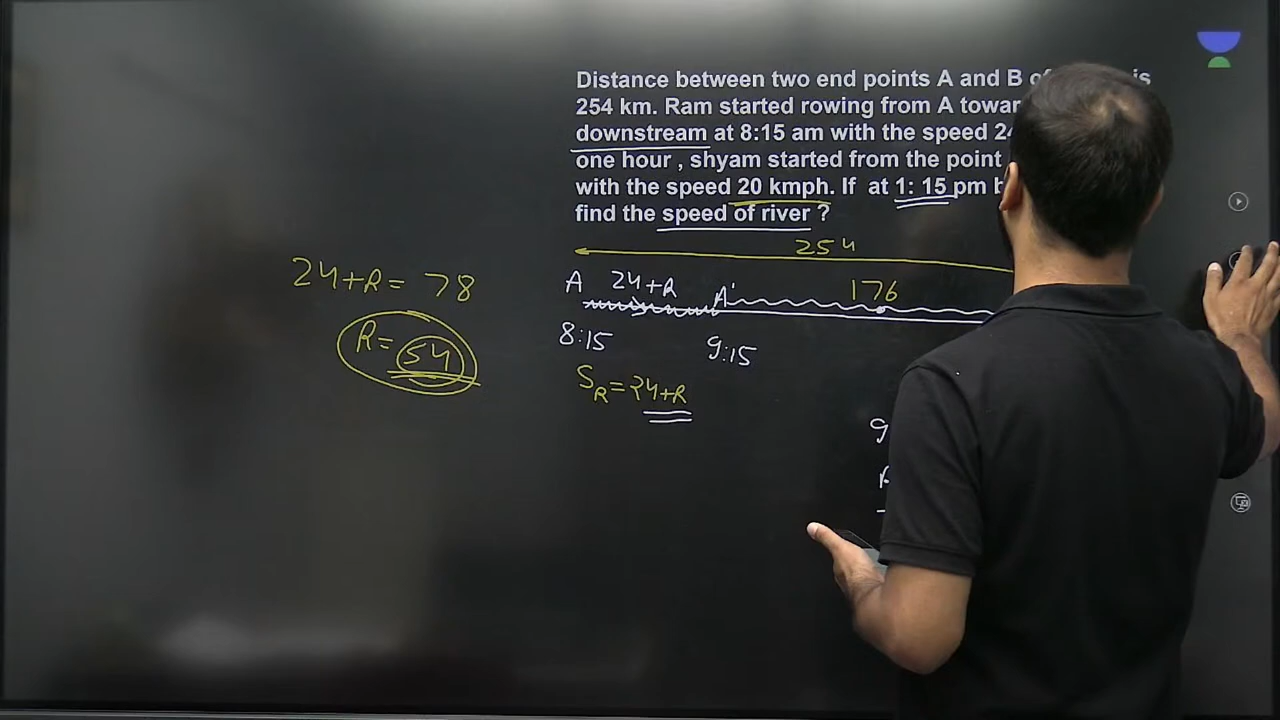 Distance between two end points A and B is
254 km. Ram started rowing from A
downstream at 8:15 am with the speed
one hour , shyam started from the point
with the speed 20 kmph. If at 1: 15 pm
find the speed of river ?
254
24+R = 78
A 24+R A' 176
R= 54
8:15 9:15
SR = 24+R
9